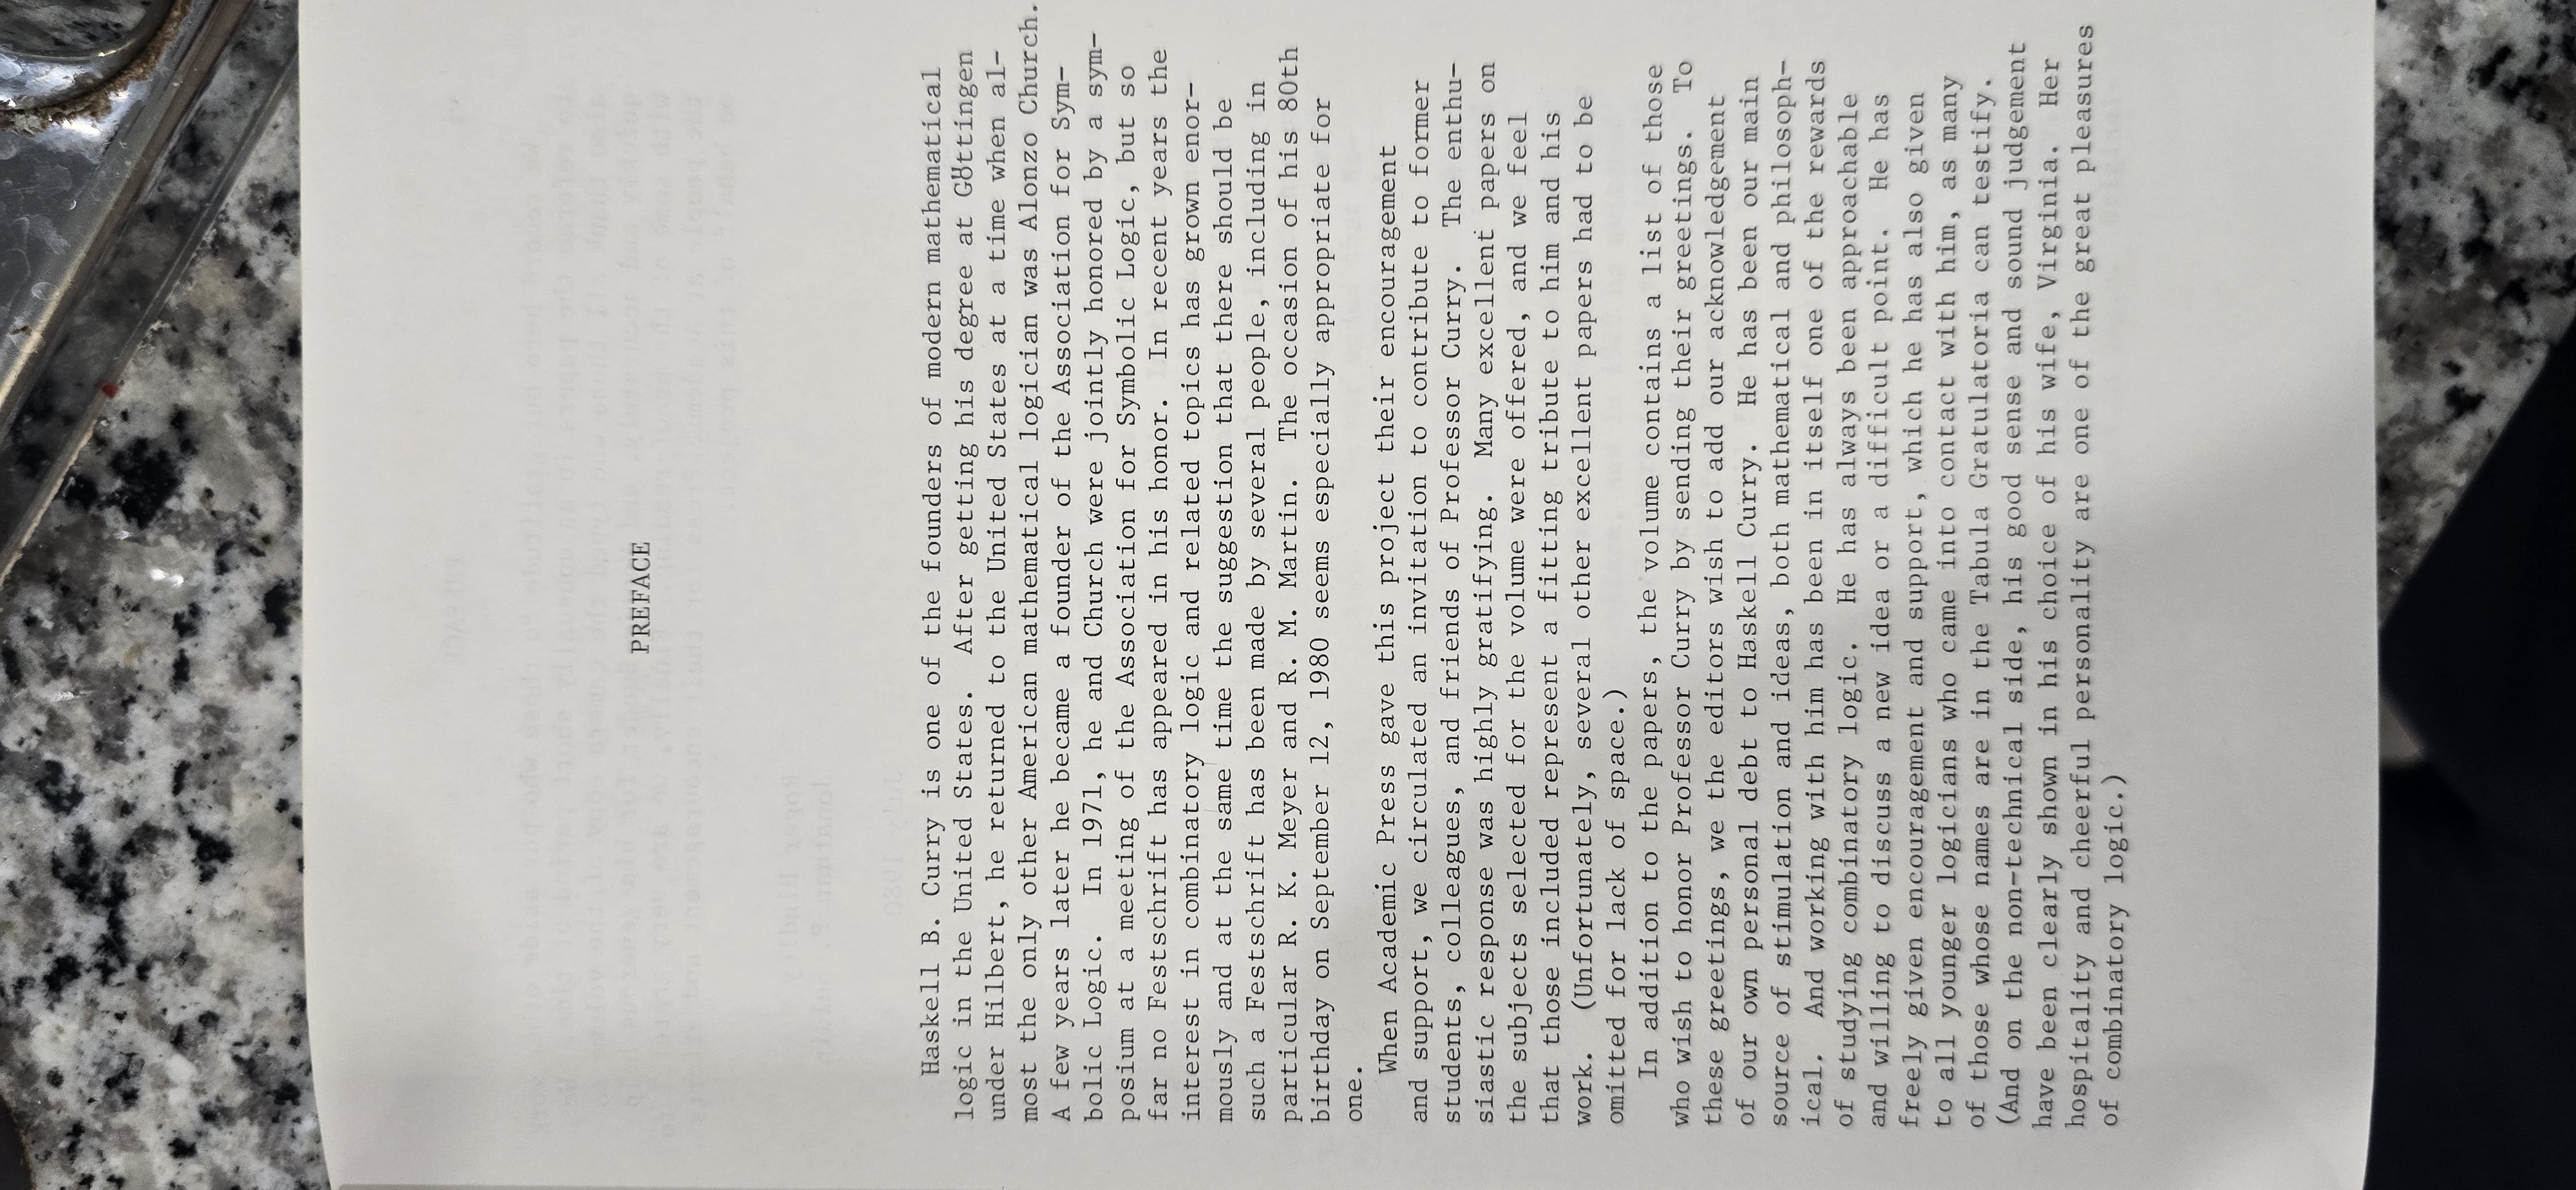 PREFACE
Haskell B. Curry is one of the founders of modern mathematical
logic in the United States. After getting his degree at Göttingen
under Hilbert, he returned to the United States at a time when al-
most the only other American mathematical logician was Alonzo Church.
A few years later he became a founder of the Association for Sym-
bolic Logic. In 1971, he and Church were jointly honored by a sym-
posium at a meeting of the Association for Symbolic Logic, but so
far no Festschrift has appeared in his honor. In recent years the
interest in combinatory logic and related topics has grown enor-
mously and at the same time the suggestion that there should be
such a Festschrift has been made by several people, including in
particular R. K. Meyer and R. M. Martin. The occasion of his 80th
birthday on September 12, 1980 seems especially appropriate for
one.
When Academic Press gave this project their encouragement
and support, we circulated an invitation to contribute to former
students, colleagues, and friends of Professor Curry. The enthu-
siastic response was highly gratifying. Many excellent papers on
the subjects selected for the volume were offered, and we feel
that those included represent a fitting tribute to him and his
work. (Unfortunately, several other excellent papers had to be
omitted for lack of space.)
In addition to the papers, the volume contains a list of those
who wish to honor Professor Curry by sending their greetings. To
these greetings, we the editors wish to add our acknowledgement
of our own personal debt to Haskell Curry. He has been our main
source of stimulation and ideas, both mathematical and philosoph-
ical. And working with him has been in itself one of the rewards
of studying combinatory logic. He has always been approachable
and willing to discuss a new idea or a difficult point. He has
freely given encouragement and support, which he has also given
to all younger logicians who came into contact with him, as many
of those whose names are in the Tabula Gratulatoria can testify.
(And on the non-technical side, his good sense and sound judgement
have been clearly shown in his choice of his wife, Virginia. Her
hospitality and cheerful personality are one of the great pleasures
of combinatory logic.)